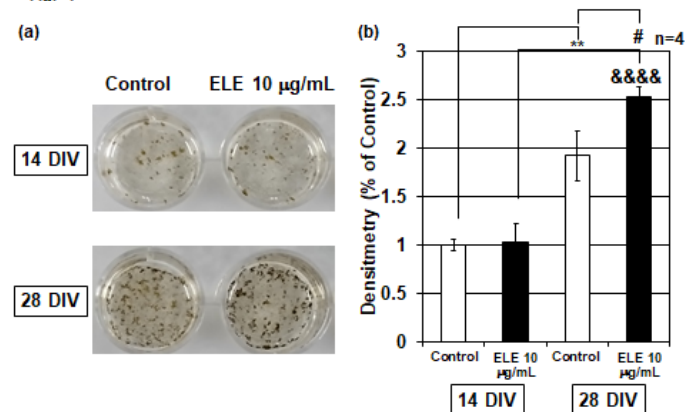 (a)
Control ELE 10 µg/mL
14 DIV
28 DIV
(b)
** # n=4
&&&&
Densitmetry (% of Control)
3
2.5
2
1.5
1
0.5
0
Control ELE 10 µg/mL Control ELE 10 µg/mL
14 DIV 28 DIV